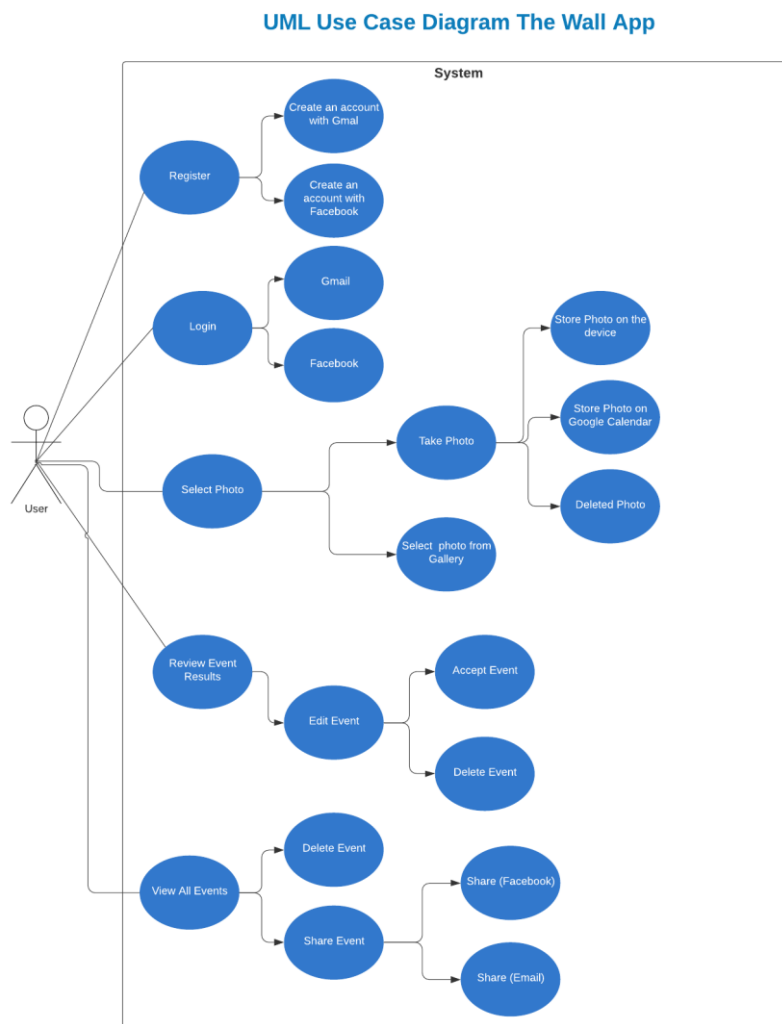 UML Use Case Diagram The Wall App
System
Create an account
with Gmal
Register
Create an
account with
Facebook
Gmail
Login
Facebook
Store Photo on the
device
Store Photo on
Google Calendar
Take Photo
Select Photo
Deleted Photo
User
Select  photo from
Gallery
Review Event
Results
Accept Event
Edit Event
Delete Event
Delete Event
View All Events
Share (Facebook)
Share Event
Share (Email)